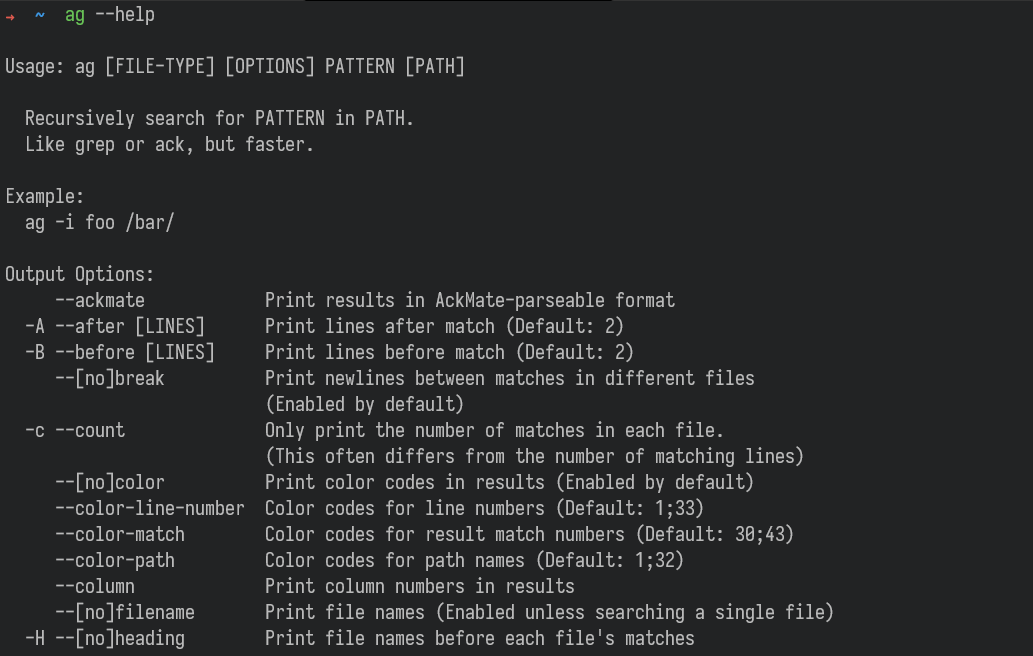 → ~ ag --help
Usage: ag [FILE-TYPE] [OPTIONS] PATTERN [PATH]
Recursively search for PATTERN in PATH.
Like grep or ack, but faster.
Example:
ag -i foo /bar/
Output Options:
--ackmate Print results in AckMate-parseable format
-A --after [LINES] Print lines after match (Default: 2)
-B --before [LINES] Print lines before match (Default: 2)
--[no]break Print newlines between matches in different files
(Enabled by default)
-c --count Only print the number of matches in each file.
(This often differs from the number of matching lines)
--[no]color Print color codes in results (Enabled by default)
--color-line-number Color codes for line numbers (Default: 1;33)
--color-match Color codes for result match numbers (Default: 30;43)
--color-path Color codes for path names (Default: 1;32)
--column Print column numbers in results
--[no]filename Print file names (Enabled unless searching a single file)
-H --[no]heading Print file names before each file's matches